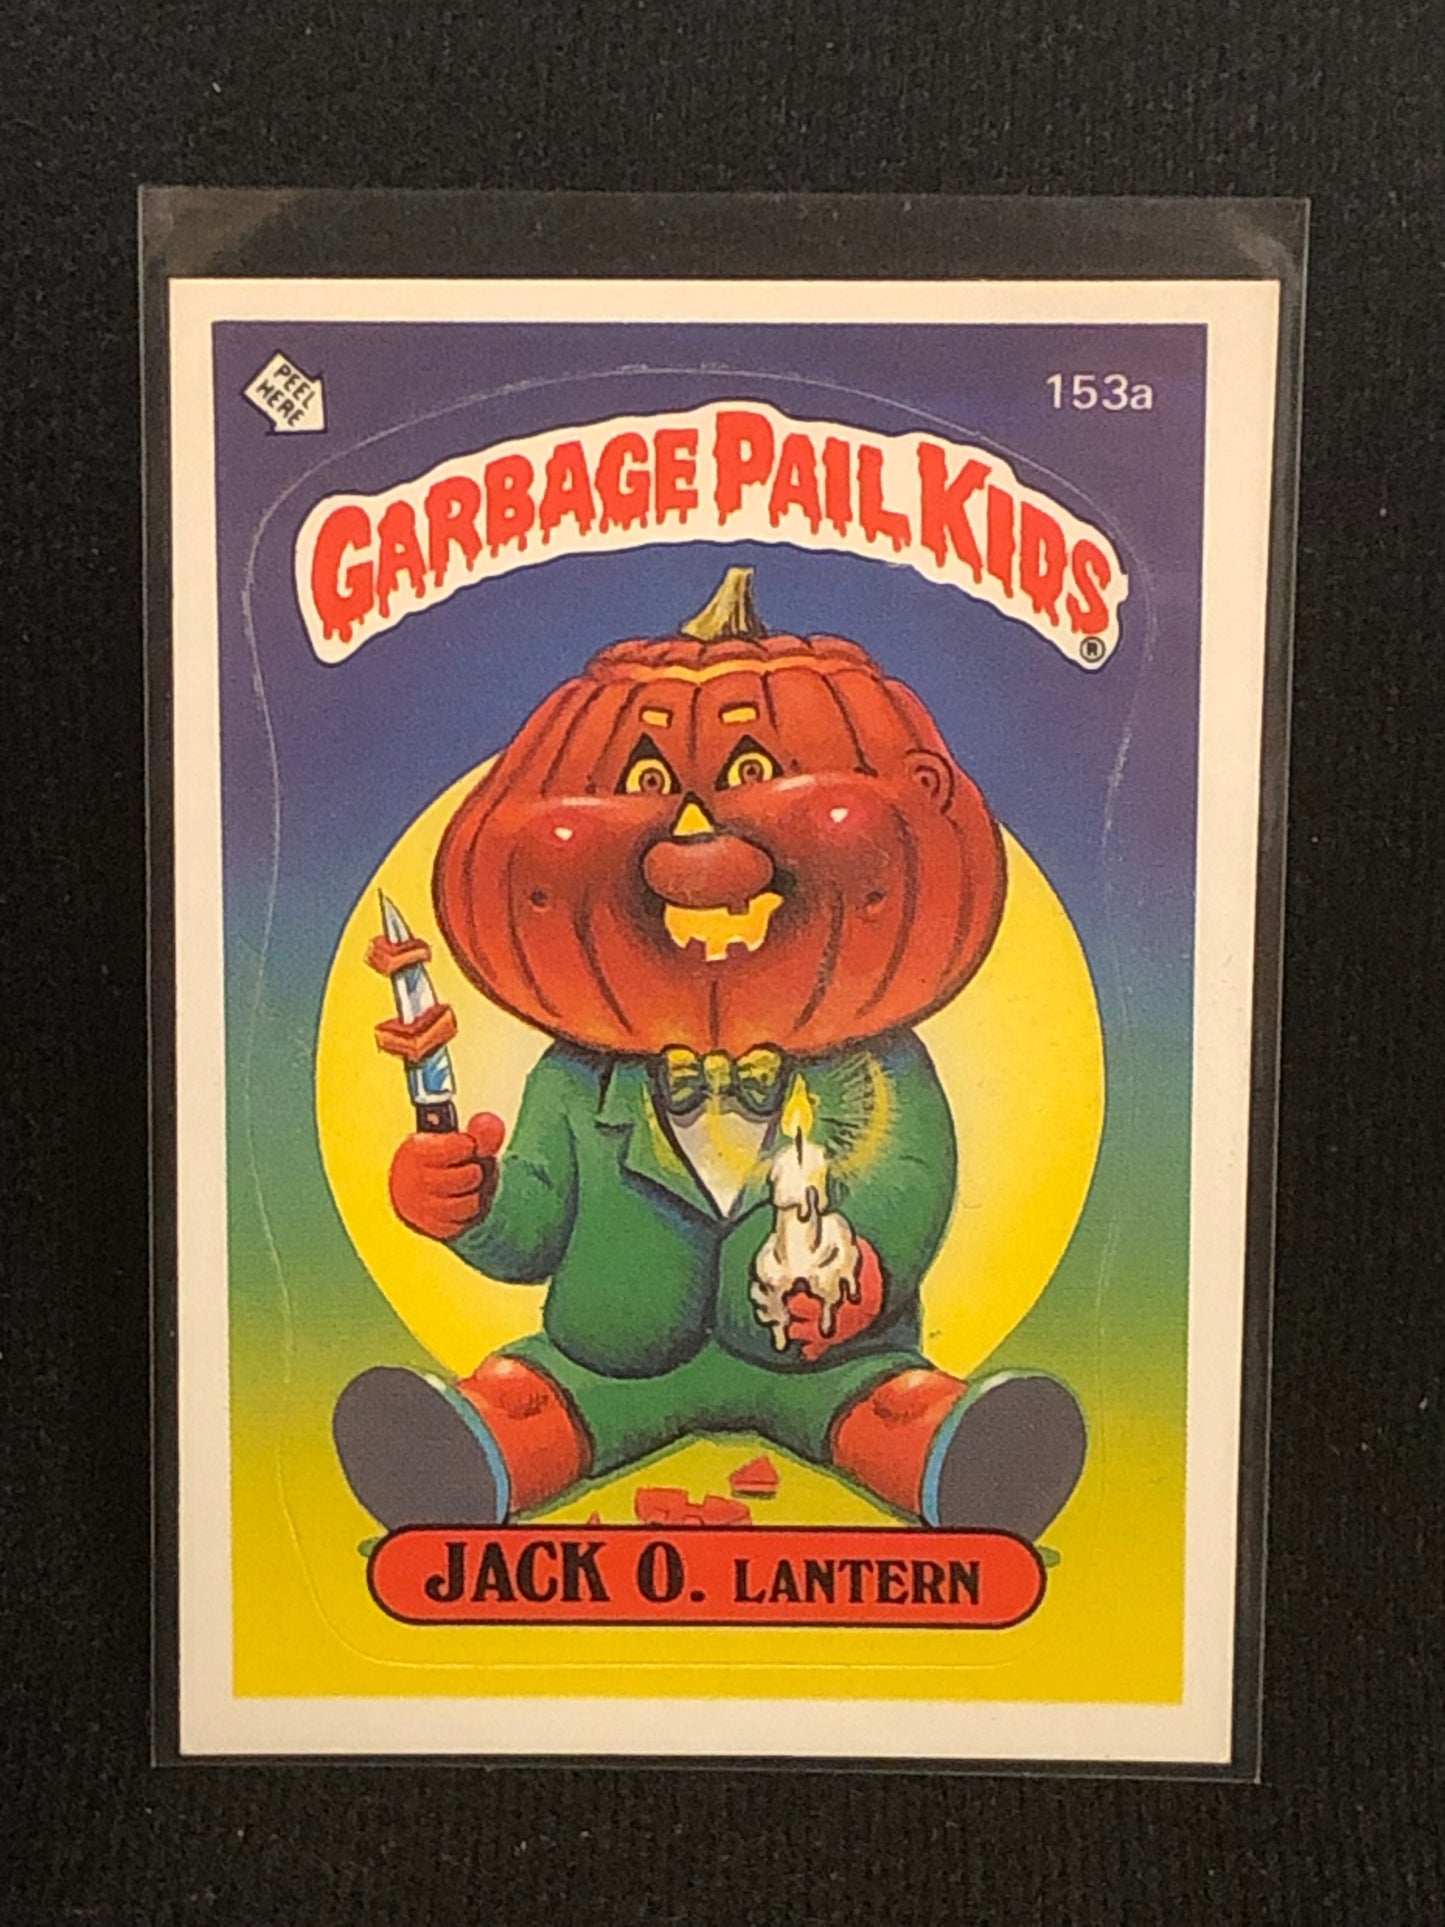 PEEL
HERE
153a
GARBAGE PAIL KIDS
®
JACK O. LANTERN